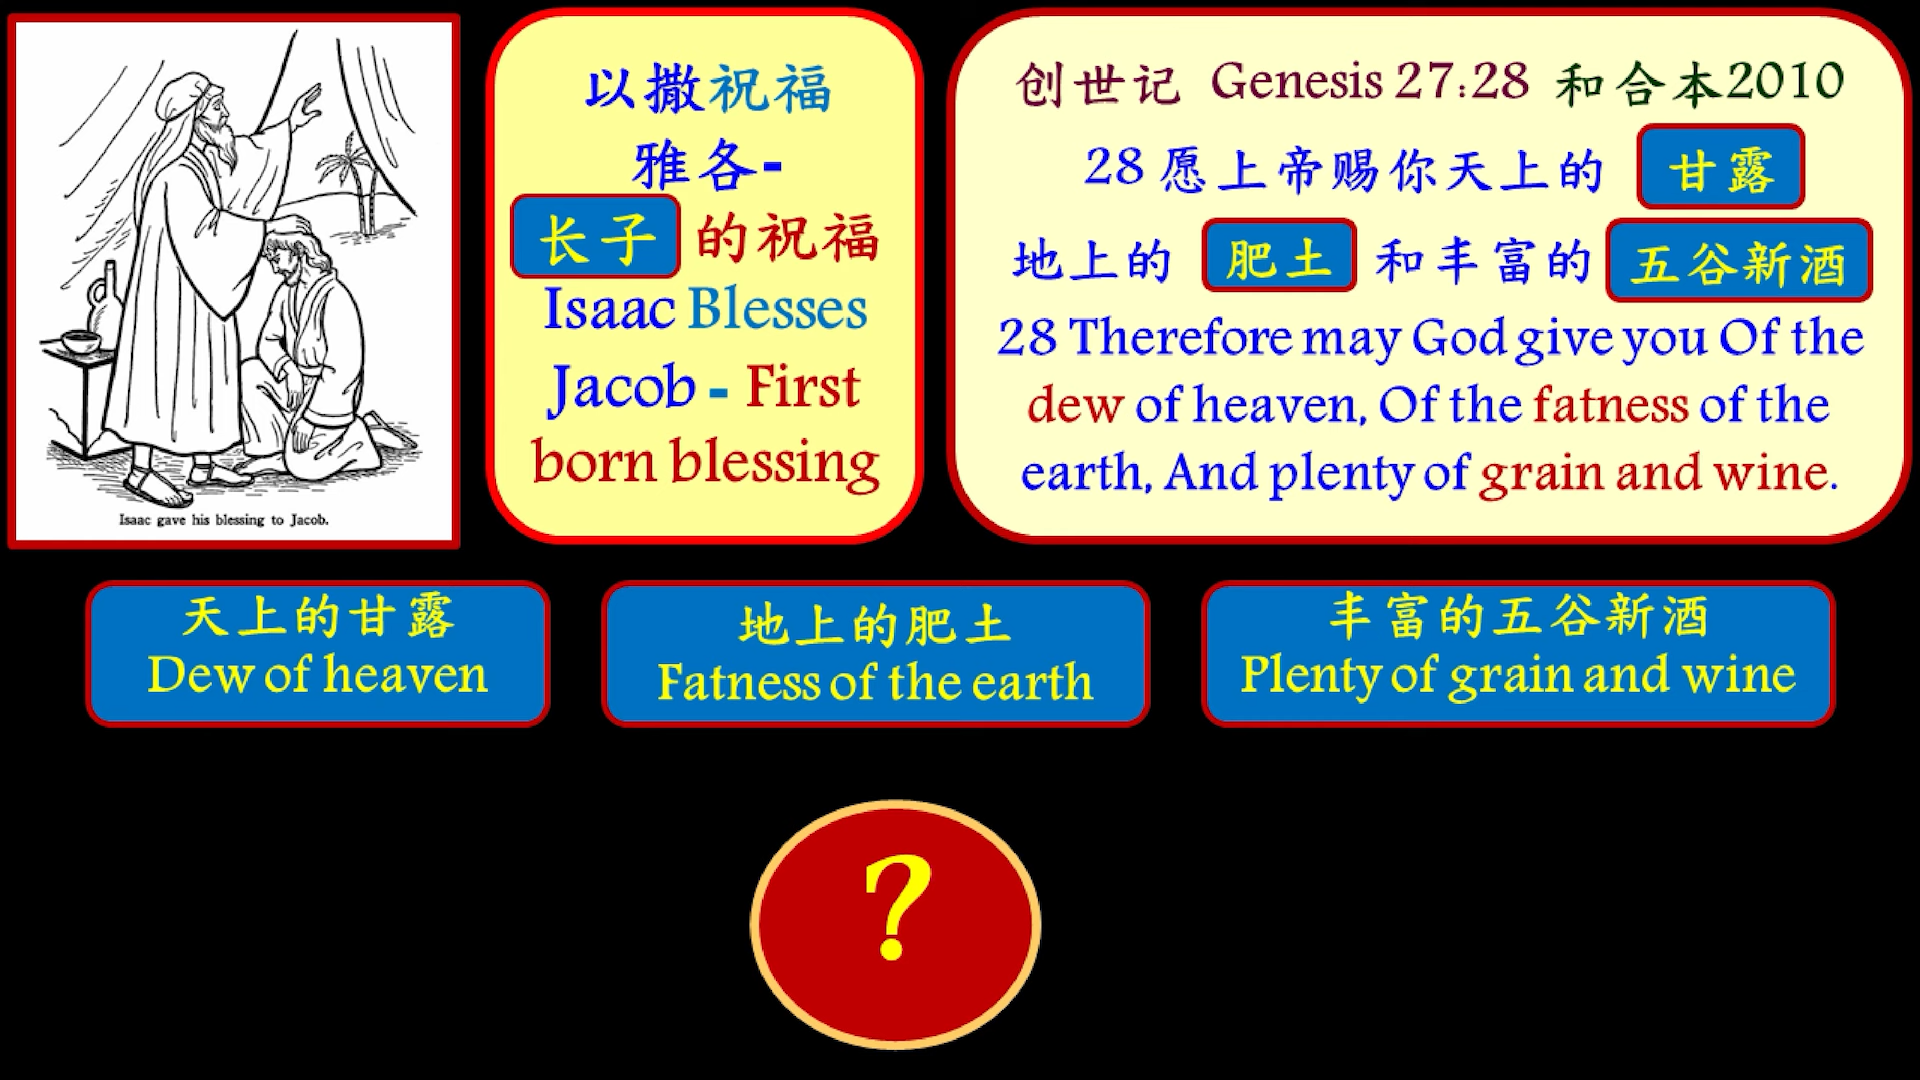 Isaac gave his blessing to Jacob.
以撒祝福
雅各-
长子 的祝福
Isaac Blesses
Jacob - First
born blessing
创世记 Genesis 27:28 和合本2010
28 愿上帝赐你天上的 甘露
地上的 肥土 和丰富的 五谷新酒
28 Therefore may God give you Of the
dew of heaven, Of the fatness of the
earth, And plenty of grain and wine.
天上的甘露
Dew of heaven
地上的肥土
Fatness of the earth
丰富的五谷新酒
Plenty of grain and wine
?